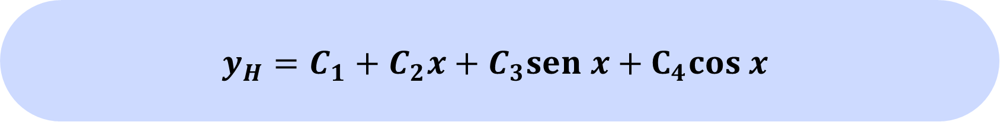 y_H = C_1 + C_2x + C_3sen x + C_4cos x